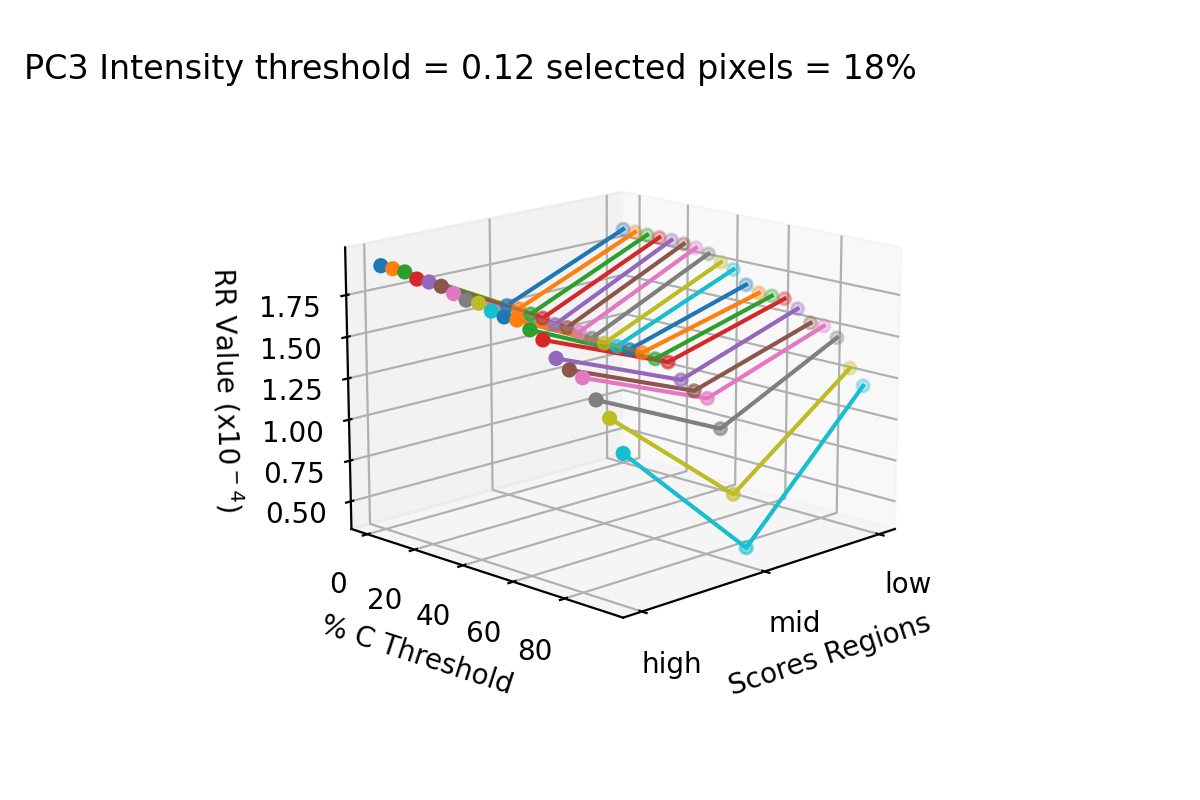 PC3 Intensity threshold = 0.12 selected pixels = 18%
RR Value (x10⁻⁴)
1.75
1.50
1.25
1.00
0.75
0.50
0
20
40
60
80
% C Threshold
high
mid
low
Scores Regions